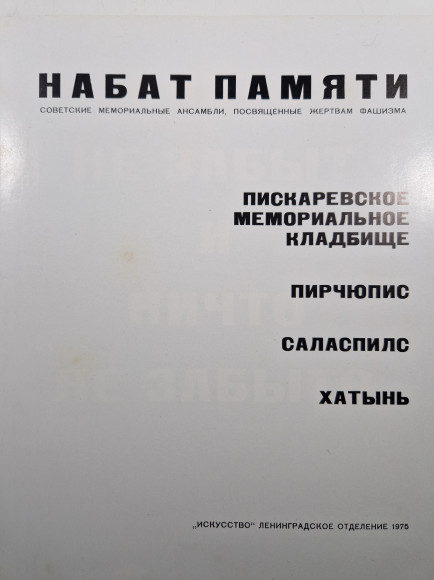 НАБАТ ПАМЯТИ
СОВЕТСКИЕ МЕМОРИАЛЬНЫЕ АНСАМБЛИ, ПОСВЯЩЕННЫЕ ЖЕРТВАМ ФАШИЗМА
ПИСКАРЕВСКОЕ
МЕМОРИАЛЬНОЕ
КЛАДБИЩЕ
ПИРЧЮПИС
САЛАСПИЛС
ХАТЫНЬ
„ИСКУССТВО" ЛЕНИНГРАДСКОЕ ОТДЕЛЕНИЕ 1975